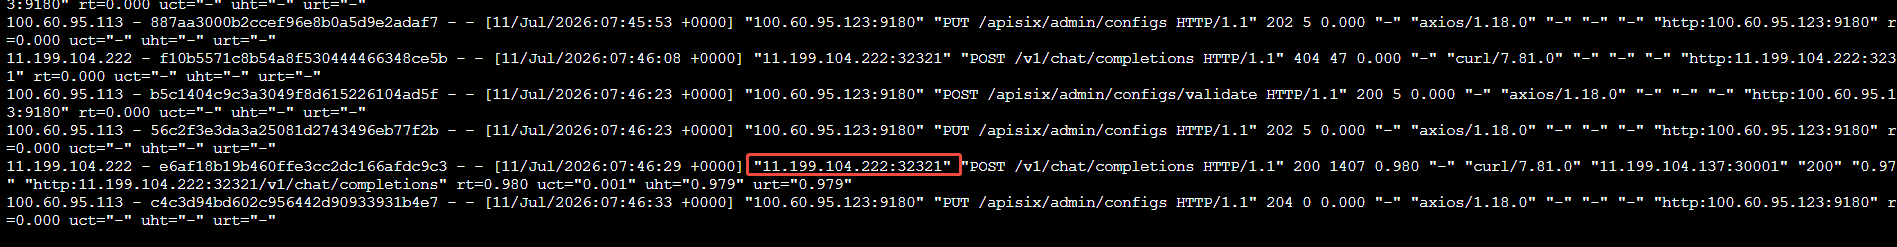 3:9180" rt=0.000 uct="-" uht="-" urt="-"
100.60.95.113 - 887aa3000b2ccef96e8b0a5d9e2adaf7 - - [11/Jul/2026:07:45:53 +0000] "100.60.95.123:9180" "PUT /apisix/admin/configs HTTP/1.1" 202 5 0.000 "-" "axios/1.18.0" "-" "-" "-" "http:100.60.95.123:9180" r
t=0.000 uct="-" uht="-" urt="-"
11.199.104.222 - f10b5571c8b54a8f530444466348ce5b - - [11/Jul/2026:07:46:08 +0000] "11.199.104.222:32321" "POST /v1/chat/completions HTTP/1.1" 404 47 0.000 "-" "curl/7.81.0" "-" "-" "-" "http:11.199.104.222:323
1" rt=0.000 uct="-" uht="-" urt="-"
100.60.95.113 - b5c1404c9c3a3049f8d615226104ad5f - - [11/Jul/2026:07:46:23 +0000] "100.60.95.123:9180" "POST /apisix/admin/configs/validate HTTP/1.1" 200 5 0.000 "-" "axios/1.18.0" "-" "-" "-" "http:100.60.95.1
3:9180" rt=0.000 uct="-" uht="-" urt="-"
100.60.95.113 - 56c2f3e3da3a25081d2743496eb77f2b - - [11/Jul/2026:07:46:23 +0000] "100.60.95.123:9180" "PUT /apisix/admin/configs HTTP/1.1" 202 5 0.000 "-" "axios/1.18.0" "-" "-" "-" "http:100.60.95.123:9180" r
=0.000 uct="-" uht="-" urt="-"
11.199.104.222 - e6af18b19b460ffe3cc2dc166afdc9c3 - - [11/Jul/2026:07:46:29 +0000] "11.199.104.222:32321" "POST /v1/chat/completions HTTP/1.1" 200 1407 0.980 "-" "curl/7.81.0" "11.199.104.137:30001" "200" "0.97
" "http:11.199.104.222:32321/v1/chat/completions" rt=0.980 uct="0.001" uht="0.979" urt="0.979"
100.60.95.113 - c4c3d94bd602c956442d90933931b4e7 - - [11/Jul/2026:07:46:33 +0000] "100.60.95.123:9180" "PUT /apisix/admin/configs HTTP/1.1" 204 0 0.000 "-" "axios/1.18.0" "-" "-" "-" "http:100.60.95.123:9180" r
=0.000 uct="-" uht="-" urt="-"